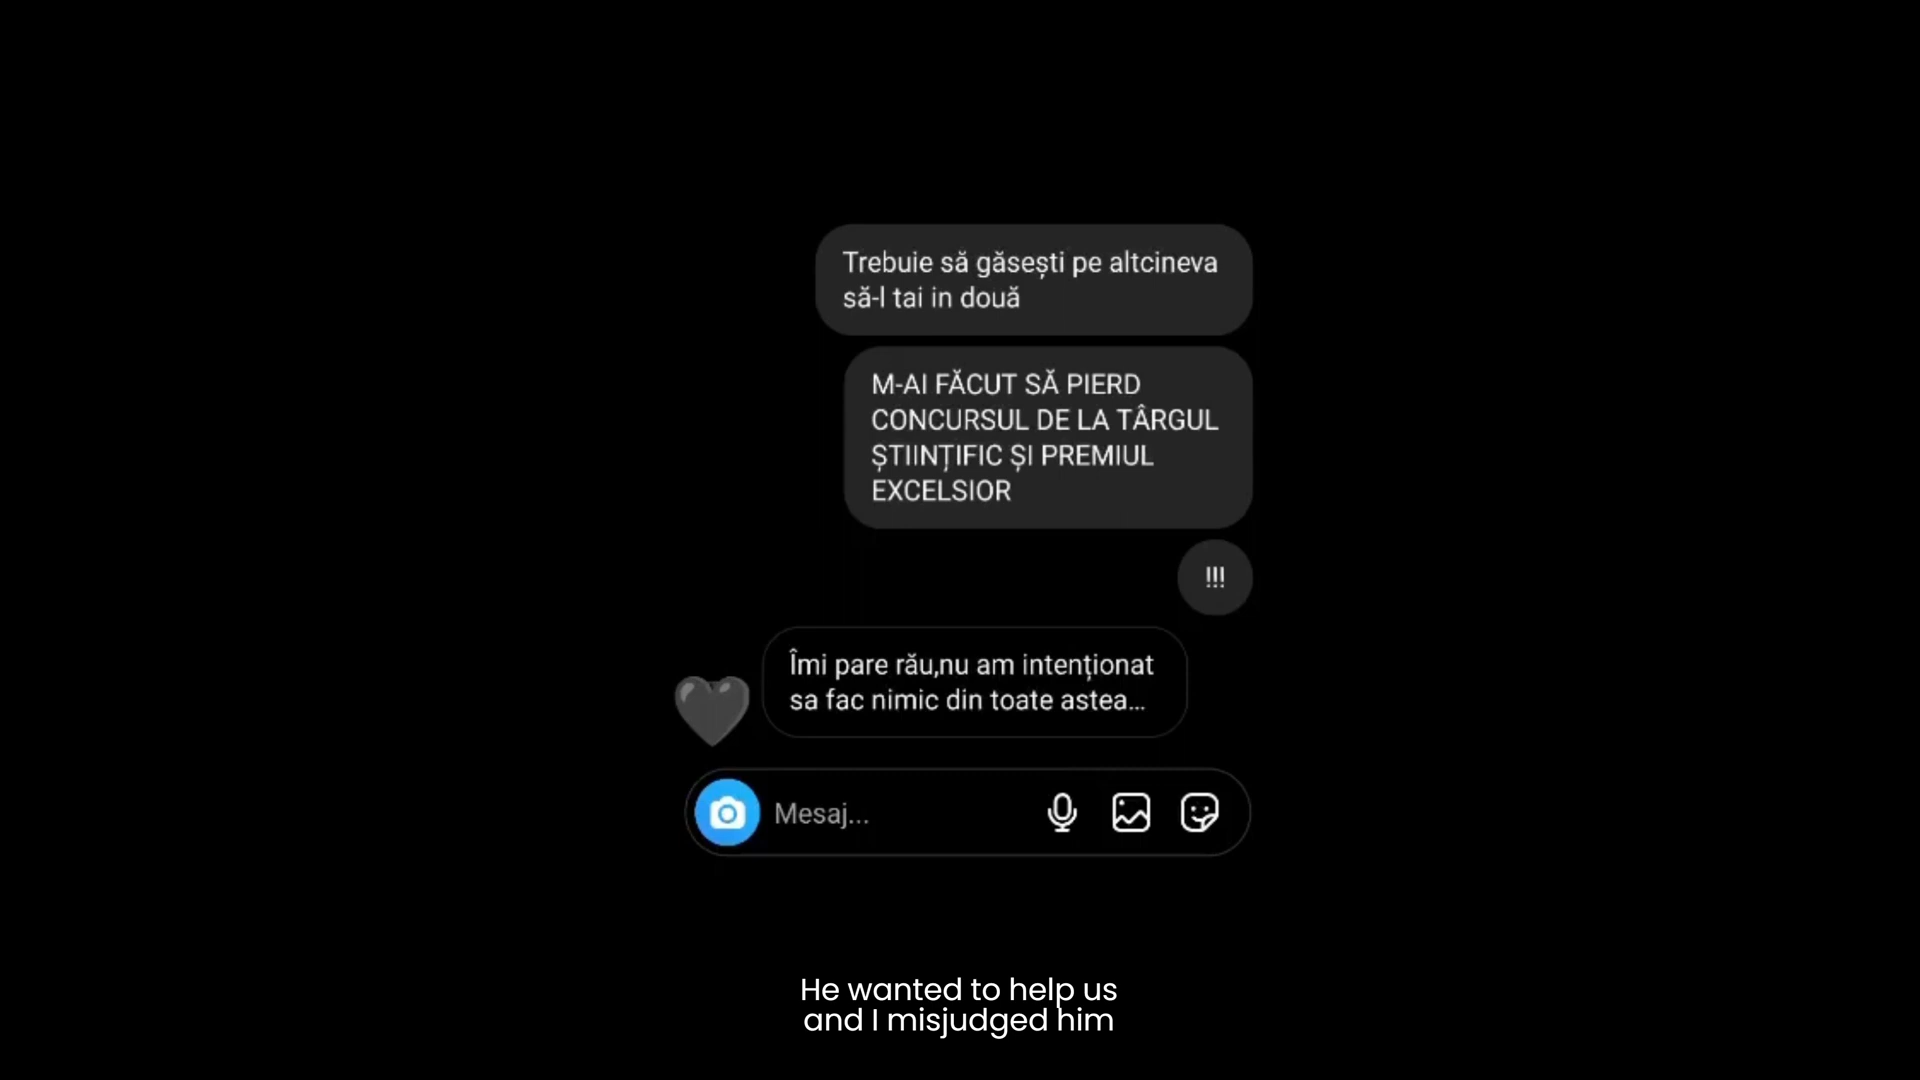 Trebuie să găsești pe altcineva
să-l tai in două
M-AI FĂCUT SĂ PIERD
CONCURSUL DE LA TÂRGUL
ȘTIINȚIFIC ȘI PREMIUL
EXCELSIOR
!!!
Îmi pare rău,nu am intenționat
sa fac nimic din toate astea...
Mesaj...
He wanted to help us
and I misjudged him